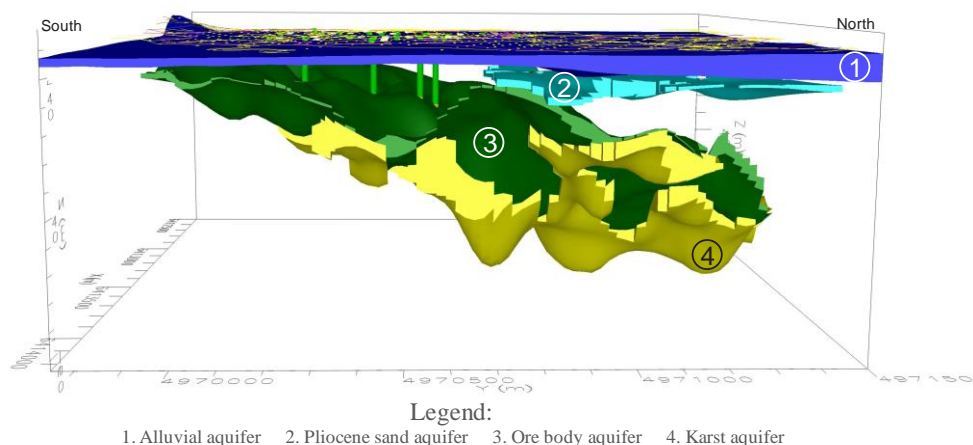 South North
1
2
3
4
Z (m)
4970000 4970500 4971000 497150
Y (m)
Legend:
1. Alluvial aquifer 2. Pliocene sand aquifer 3. Ore body aquifer 4. Karst aquifer